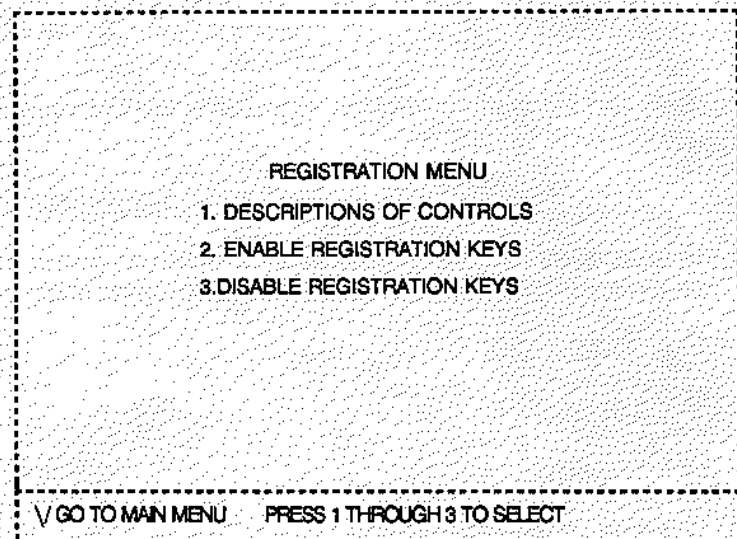 REGISTRATION MENU
1. DESCRIPTIONS OF CONTROLS
2. ENABLE REGISTRATION KEYS
3.DISABLE REGISTRATION KEYS
\/ GO TO MAIN MENU PRESS 1 THROUGH 3 TO SELECT